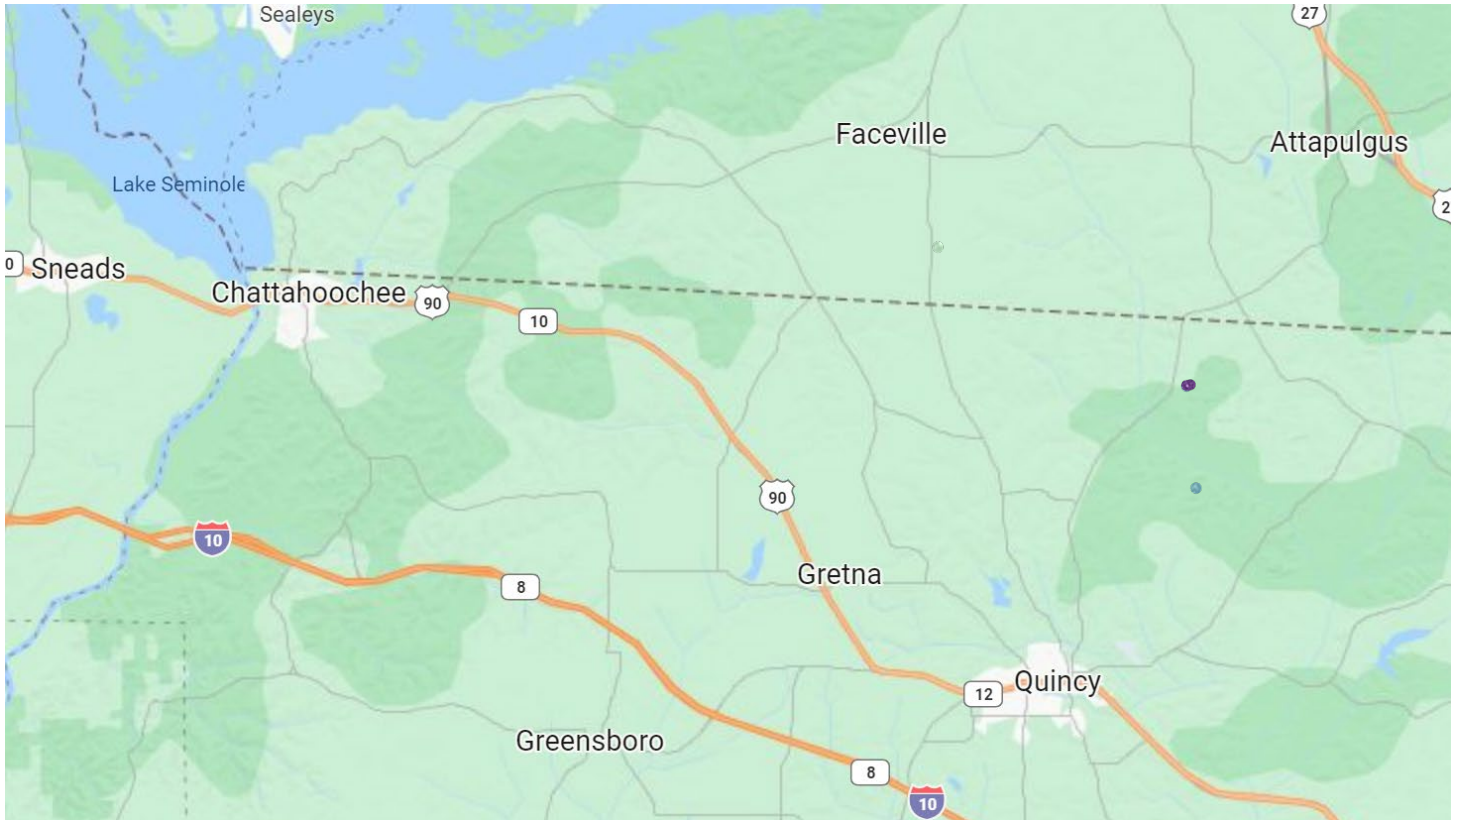 Sealeys
27
Faceville
Attapulgus
Lake Seminole
2
0
Sneads
Chattahoochee
90
10
90
10
Gretna
8
Quincy
12
Greensboro
8
10